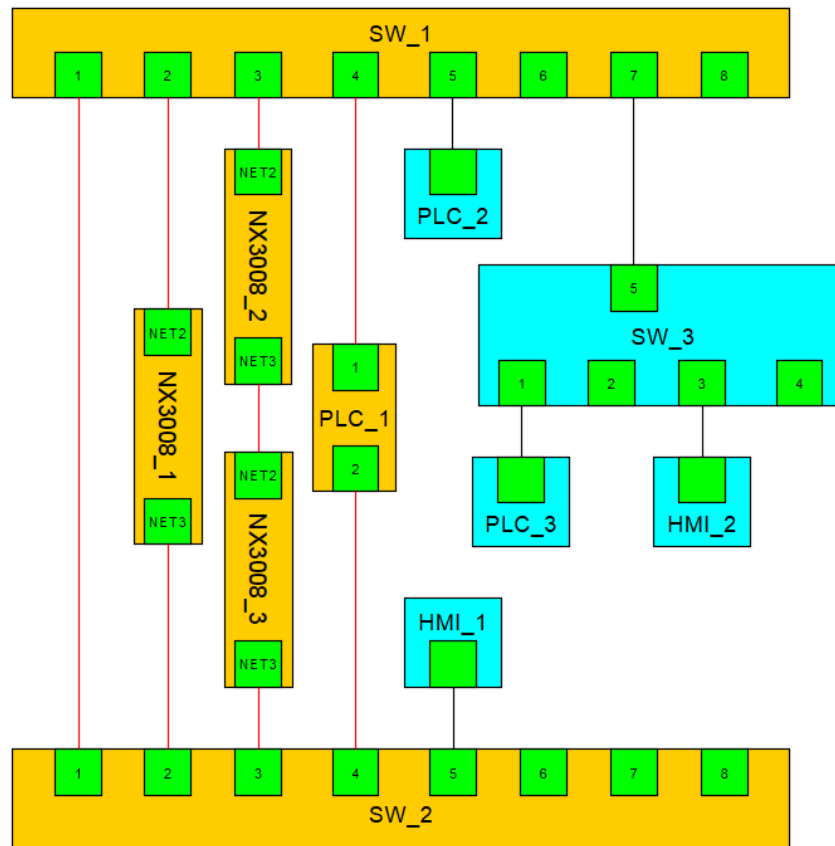 SW_1
1 2 3 4 5 6 7 8
NET2
NX3008_2
NET3
PLC_2
5
SW_3
1 2 3 4
NET2
NX3008_1
NET3
1
PLC_1
2
NET2
NX3008_3
NET3
PLC_3
HMI_2
HMI_1
1 2 3 4 5 6 7 8
SW_2